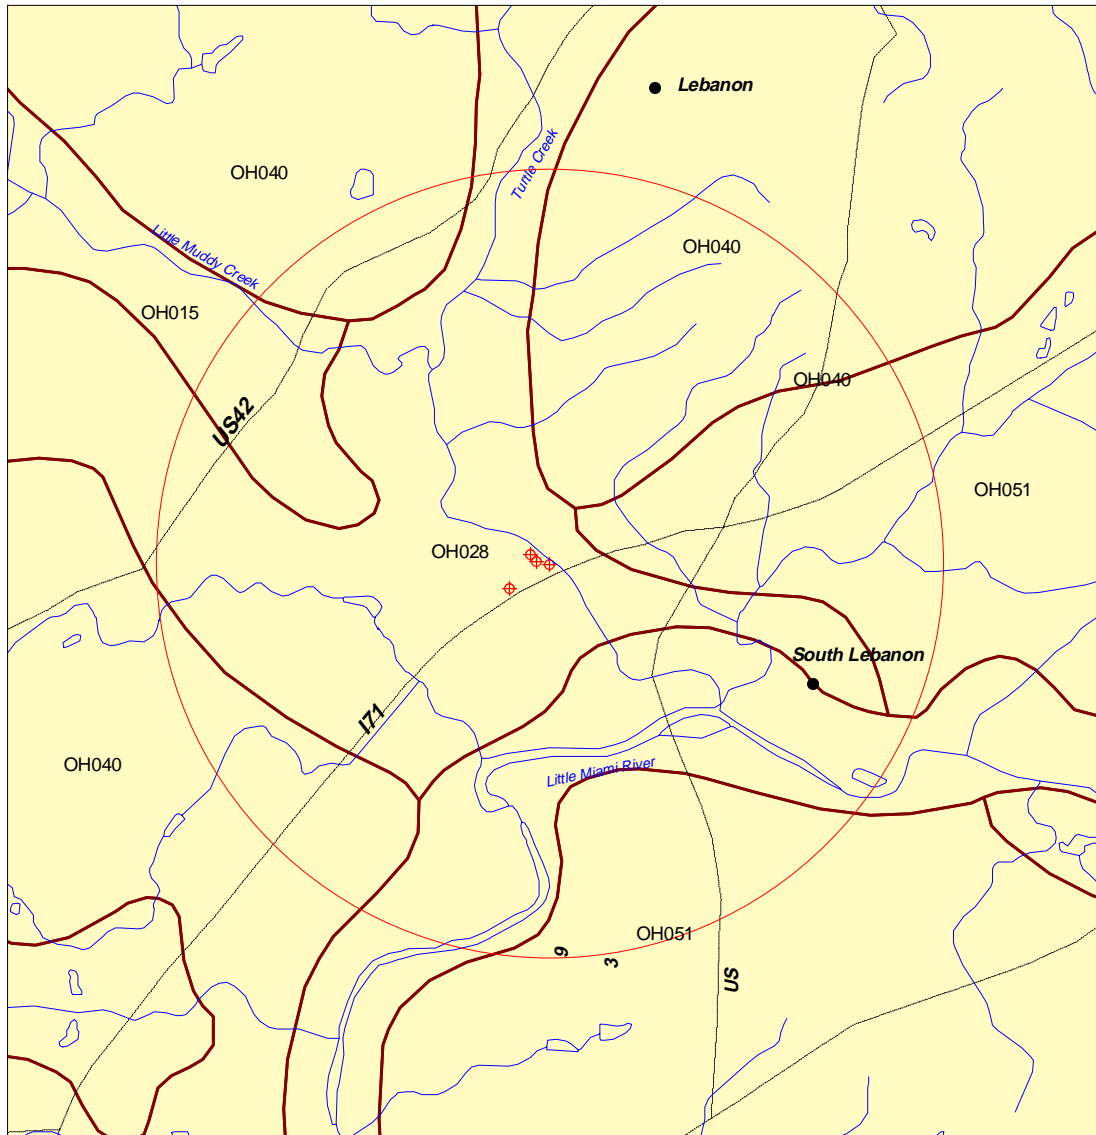 Lebanon
Turtle Creek
OH040
Little Muddy Creek
OH040
OH015
OH040
US42
OH051
OH028
South Lebanon
I71
OH040
Little Miami River
OH051
9
3
US